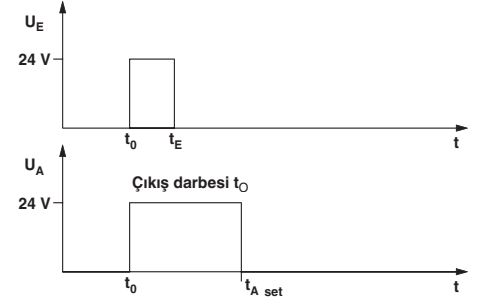 U_E
24 V
t_0 t_E t
U_A
Çıkış darbesi t_O
24 V
t_0 t_A set t